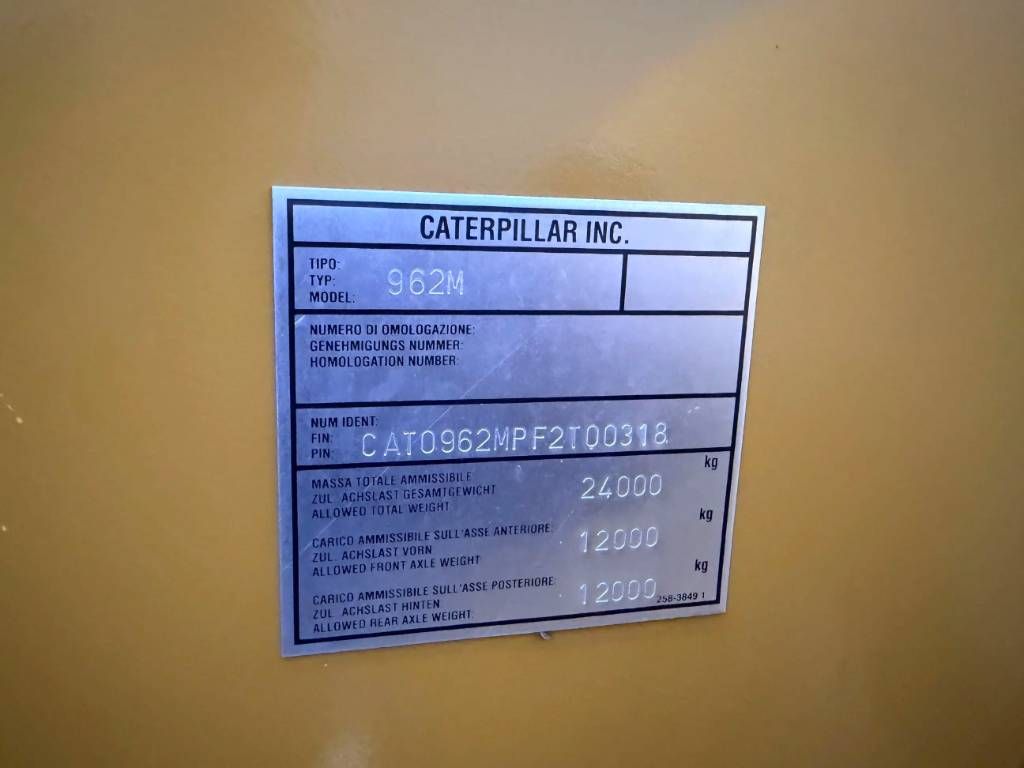 CATERPILLAR INC.
TIPO:
TYP:
MODEL: 962M
NUMERO DI OMOLOGAZIONE:
GENEHMIGUNGS NUMMER:
HOMOLOGATION NUMBER:
NUM IDENT:
FIN:
PIN: CAT0962MPF2T00318
MASSA TOTALE AMMISSIBILE
ZUL. ACHSLAST GESAMTGEWICHT
ALLOWED TOTAL WEIGHT
24000 kg
CARICO AMMISSIBILE SULL'ASSE ANTERIORE:
ZUL. ACHSLAST VORN
ALLOWED FRONT AXLE WEIGHT
12000 kg
CARICO AMMISSIBILE SULL'ASSE POSTERIORE:
ZUL. ACHSLAST HINTEN
ALLOWED REAR AXLE WEIGHT:
12000 kg
258-3849 1